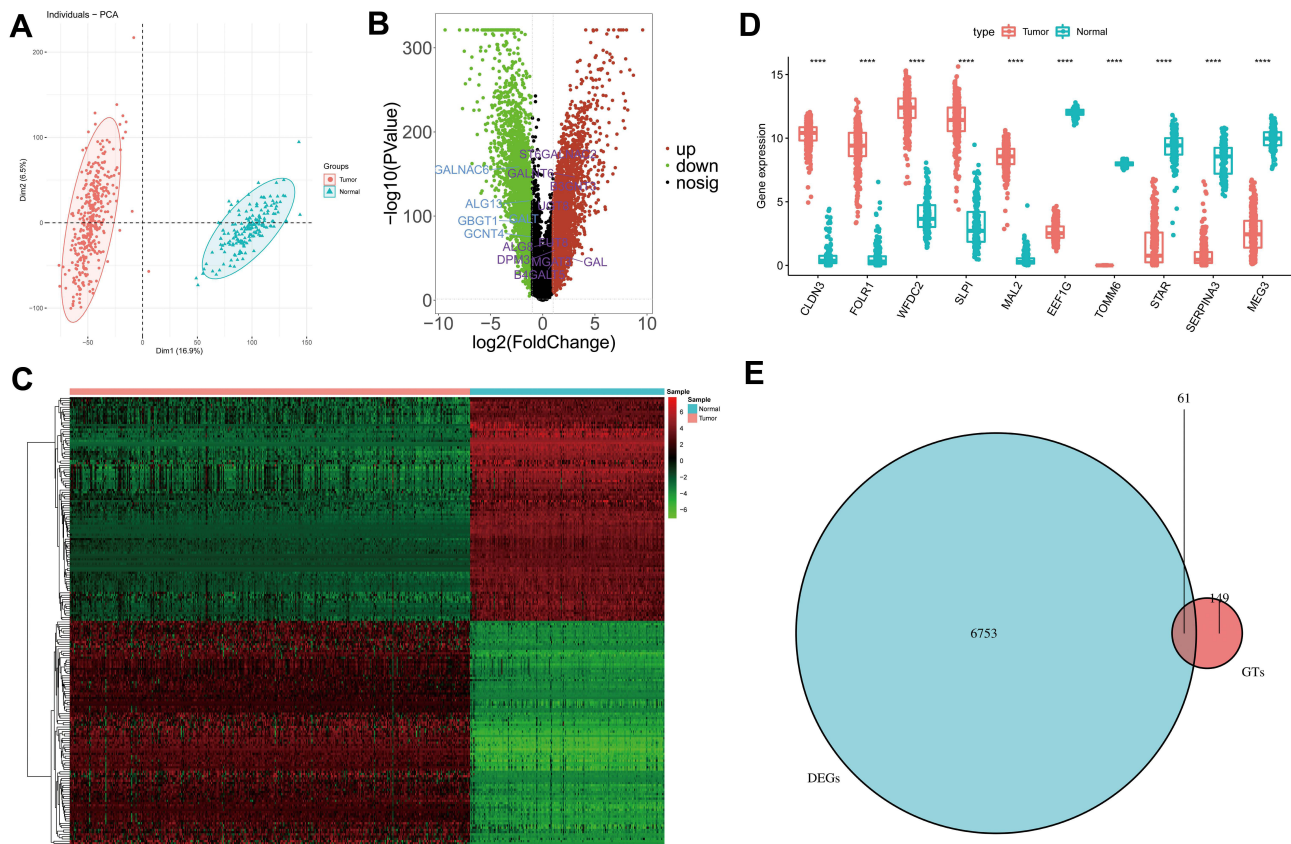 A
Individuals − PCA
200
100
0
−100
−50
0
50
100
150
Dim2 (6.5%)
Dim1 (16.9%)
Groups
Tumor
Normal
B
300
200
100
0
−10
−5
0
5
10
−log10(PValue)
log2(FoldChange)
GALNAC6
GALNT6
ALG13
GBGT1
GCNT4
ALG8
DPM3
GAL
up
down
nosig
C
Sample
6
4
2
0
−2
−4
−6
Sample
Normal
Tumor
D
type
Tumor
Normal
**** **** **** **** **** **** **** **** **** ****
15
10
5
0
Gene expression
CLDN3
FOLR1
WFDC2
SLPI
MAL2
EEF1G
TOMM6
STAR
SERPINA3
MEG3
E
61
149
6753
GTs
DEGs